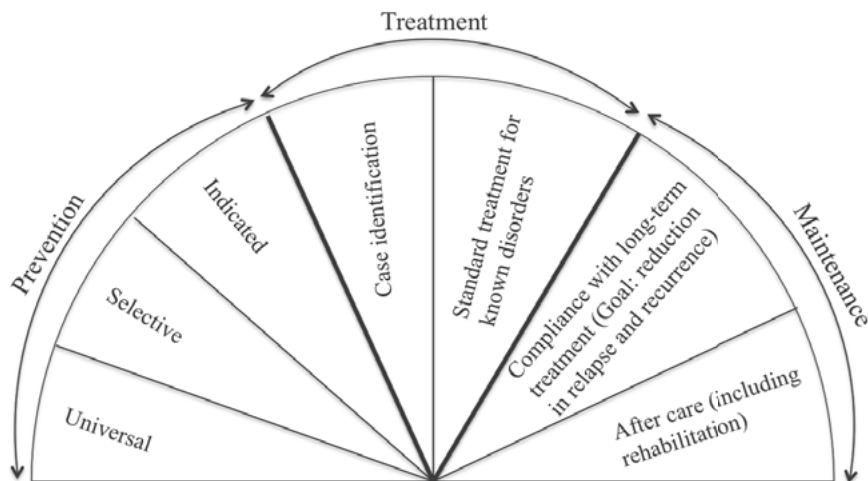 Treatment
Prevention
Maintenance
Universal
Selective
Indicated
Case identification
Standard treatment for
known disorders
Compliance with long-term
treatment (Goal: reduction
in relapse and recurrence)
After care (including
rehabilitation)